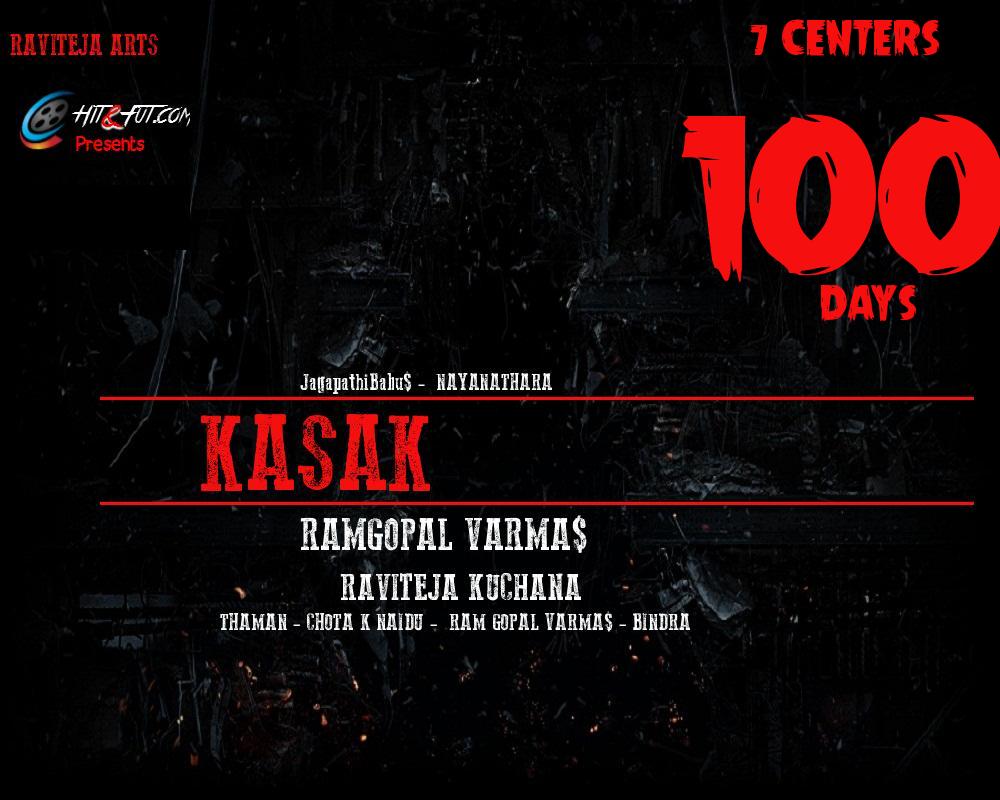 RAVITEJA ARTS
7 CENTERS
HIT&FUT.COM
Presents
100
DAYS
JagapathiBabu$ - NAYANATHARA
KASAK
RAMGOPAL VARMA$
RAVITEJA KUCHANA
THAMAN - CHOTA K NAIDU - RAM GOPAL VARMA$ - BINDRA